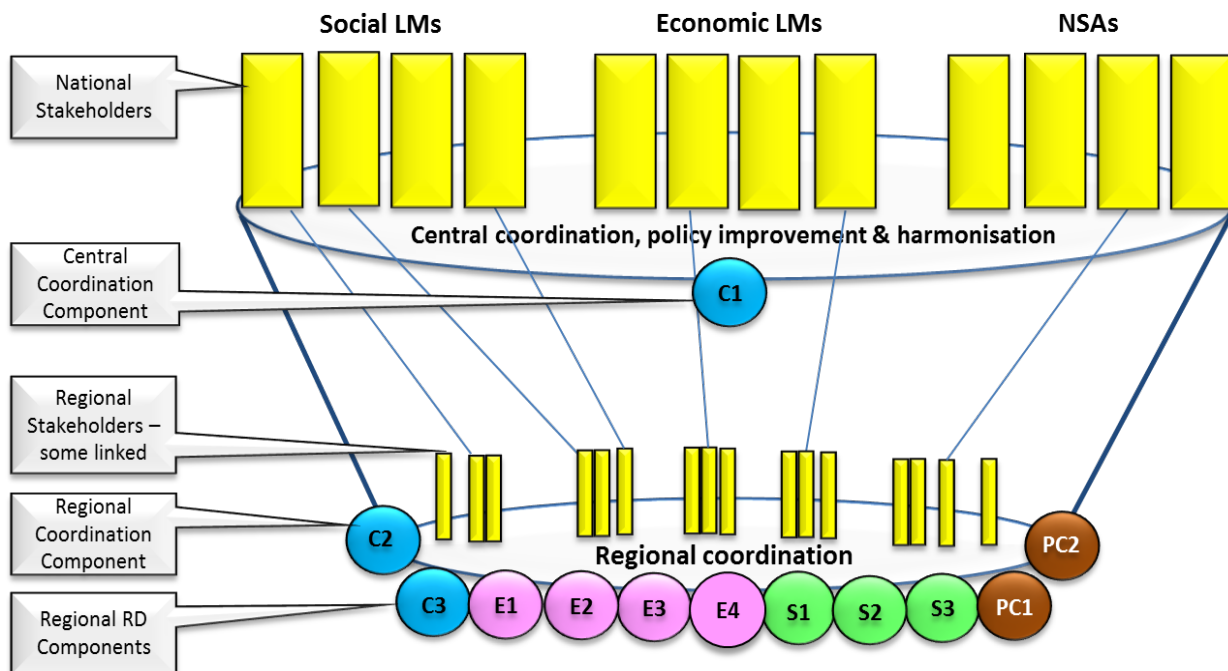 Social LMs
Economic LMs
NSAs
National
Stakeholders
Central coordination, policy improvement & harmonisation
Central
Coordination
Component
C1
Regional
Stakeholders –
some linked
Regional
Coordination
Component
C2
Regional coordination
PC2
Regional RD
Components
C3
E1
E2
E3
E4
S1
S2
S3
PC1